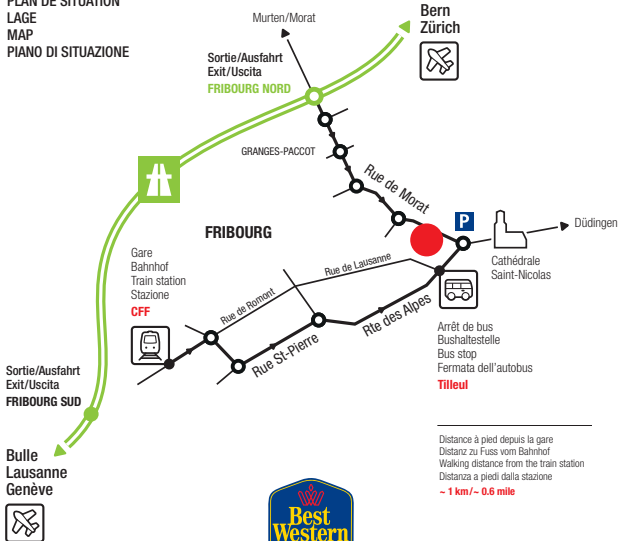 PLAN DE SITUATION
LAGE
MAP
PIANO DI SITUAZIONE
Murten/Morat
Bern
Zürich
Sortie/Ausfahrt
Exit/Uscita
FRIBOURG NORD
GRANGES-PACCOT
Rue de Morat
P
Düdingen
FRIBOURG
Cathédrale
Saint-Nicolas
Gare
Bahnhof
Train station
Stazione
CFF
Rue de Lausanne
Rue de Romont
Rte des Alpes
Rue St-Pierre
Arrêt de bus
Bushaltestelle
Bus stop
Fermata dell'autobus
Tilleul
Sortie/Ausfahrt
Exit/Uscita
FRIBOURG SUD
Bulle
Lausanne
Genève
Distance à pied depuis la gare
Distanz zu Fuss vom Bahnhof
Walking distance from the train station
Distanza a piedi dalla stazione
~ 1 km/~ 0.6 mile
Best
Western